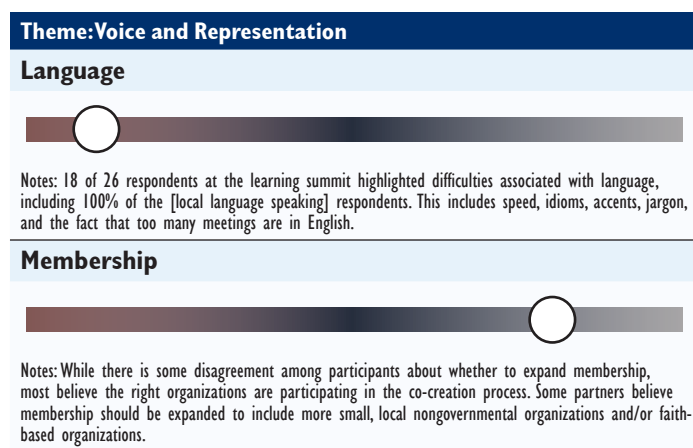 Theme: Voice and Representation
Language
Notes: 18 of 26 respondents at the learning summit highlighted difficulties associated with language,
including 100% of the [local language speaking] respondents. This includes speed, idioms, accents, jargon,
and the fact that too many meetings are in English.
Membership
Notes: While there is some disagreement among participants about whether to expand membership,
most believe the right organizations are participating in the co-creation process. Some partners believe
membership should be expanded to include more small, local nongovernmental organizations and/or faith-
based organizations.